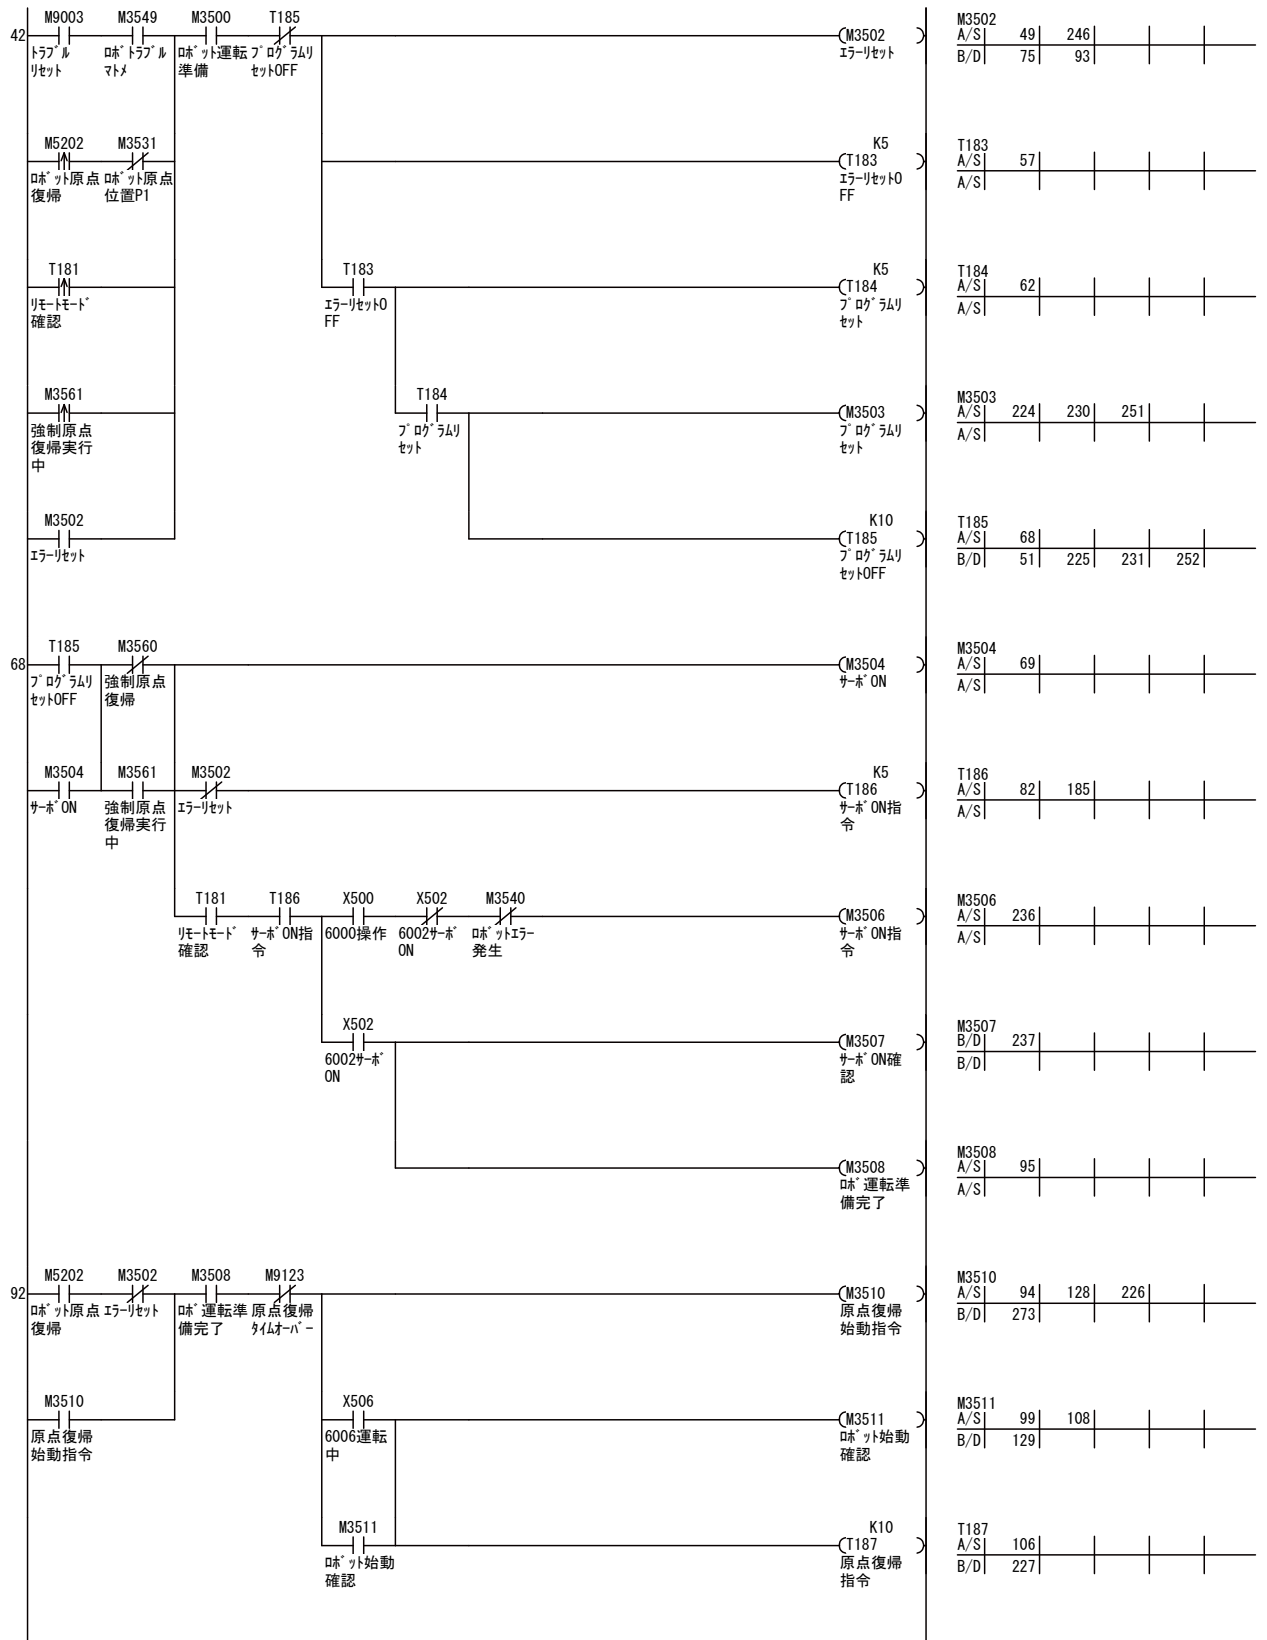 M9003 M3549 M3500 T185
42 (M3502
ﾄﾗﾌﾞﾙ ﾛﾎﾞﾄﾗﾌﾞﾙ ﾛﾎﾞｯﾄ運転 ﾌﾟﾛｸﾞﾗﾑﾘ ｴﾗｰﾘｾｯﾄ
ﾘｾｯﾄ ﾏﾄﾒ 準備 ｾｯﾄOFF
M3502
A/S 49 246
B/D 75 93
M5202 M3531 K5
(T183
ﾛﾎﾞｯﾄ原点 ﾛﾎﾞｯﾄ原点 ｴﾗｰﾘｾｯﾄO
復帰 位置P1 FF
T183
A/S 57
A/S
T181 T183 K5
(T184
ﾘﾓｰﾄﾓｰﾄﾞ ｴﾗｰﾘｾｯﾄO ﾌﾟﾛｸﾞﾗﾑﾘ
確認 FF ｾｯﾄ
T184
A/S 62
A/S
M3561 T184
(M3503
強制原点 ﾌﾟﾛｸﾞﾗﾑﾘ ﾌﾟﾛｸﾞﾗﾑﾘ
復帰実行 ｾｯﾄ ｾｯﾄ
中
M3503
A/S 224 230 251
A/S
M3502 K10
(T185
ｴﾗｰﾘｾｯﾄ ﾌﾟﾛｸﾞﾗﾑﾘ
ｾｯﾄOFF
T185
A/S 68
B/D 51 225 231 252
T185 M3560
68 (M3504
ﾌﾟﾛｸﾞﾗﾑﾘ 強制原点 ｻｰﾎﾞON
ｾｯﾄOFF 復帰
M3504
A/S 69
A/S
M3504 M3561 M3502 K5
(T186
ｻｰﾎﾞON 強制原点 ｴﾗｰﾘｾｯﾄ ｻｰﾎﾞON指
復帰実行 令
中
T186
A/S 82 185
A/S
T181 T186 X500 X502 M3540
(M3506
ﾘﾓｰﾄﾓｰﾄﾞ ｻｰﾎﾞON指 6000操作 6002ｻｰﾎﾞ ﾛﾎﾞｯﾄｴﾗｰ ｻｰﾎﾞON指
確認 令 ON 発生 令
M3506
A/S 236
A/S
X502
(M3507
6002ｻｰﾎﾞ ｻｰﾎﾞON確
ON 認
M3507
B/D 237
B/D
(M3508
ﾛﾎﾞ運転準
備完了
M3508
A/S 95
A/S
M5202 M3502 M3508 M9123
92 (M3510
ﾛﾎﾞｯﾄ原点 ｴﾗｰﾘｾｯﾄ ﾛﾎﾞ運転準 原点復帰 原点復帰
復帰 備完了 ﾀｲﾑｵｰﾊﾞｰ 始動指令
M3510
A/S 94 128 226
B/D 273
M3510 X506
(M3511
原点復帰 6006運転 ﾛﾎﾞｯﾄ始動
始動指令 中 確認
M3511
A/S 99 108
B/D 129
M3511 K10
(T187
ﾛﾎﾞｯﾄ始動 原点復帰
確認 指令
T187
A/S 106
B/D 227